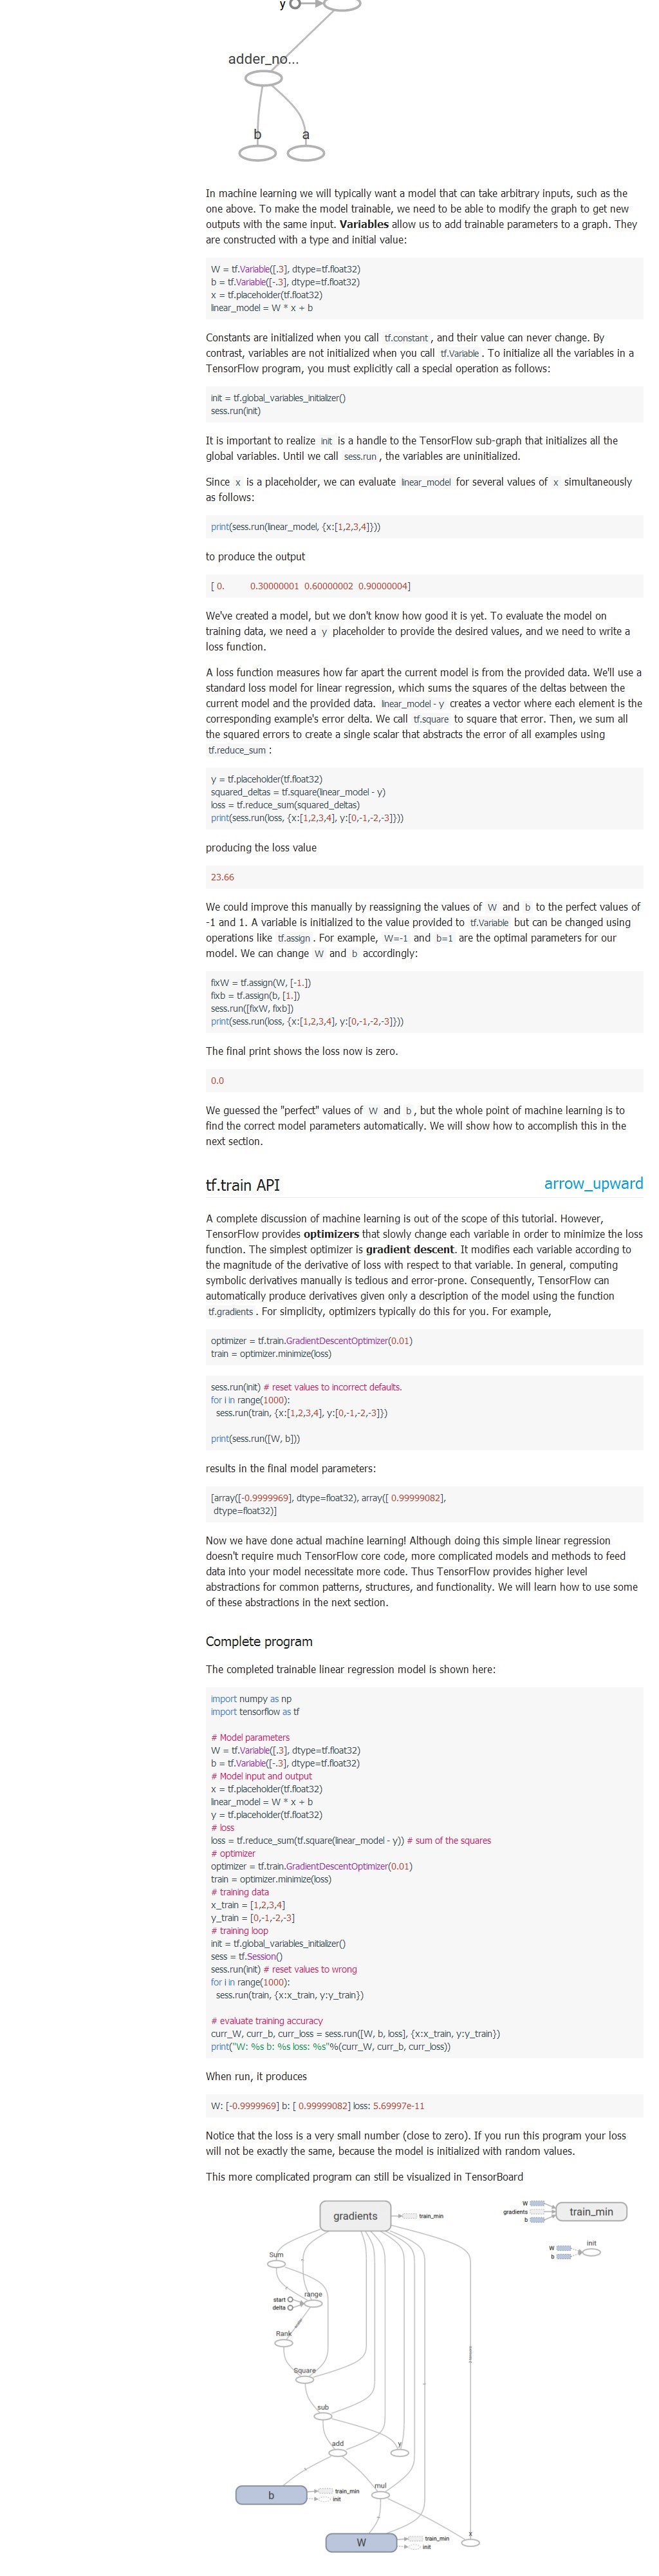 y
adder_no...
b
a
In machine learning we will typically want a model that can take arbitrary inputs, such as the
one above. To make the model trainable, we need to be able to modify the graph to get new
outputs with the same input. Variables allow us to add trainable parameters to a graph. They
are constructed with a type and initial value:
W = tf.Variable([.3], dtype=tf.float32)
b = tf.Variable([-.3], dtype=tf.float32)
x = tf.placeholder(tf.float32)
linear_model = W * x + b
Constants are initialized when you call tf.constant, and their value can never change. By
contrast, variables are not initialized when you call tf.Variable. To initialize all the variables in a
TensorFlow program, you must explicitly call a special operation as follows:
init = tf.global_variables_initializer()
sess.run(init)
It is important to realize init is a handle to the TensorFlow sub-graph that initializes all the
global variables. Until we call sess.run, the variables are uninitialized.
Since x is a placeholder, we can evaluate linear_model for several values of x simultaneously
as follows:
print(sess.run(linear_model, {x:[1,2,3,4]}))
to produce the output
[ 0. 0.30000001 0.60000002 0.90000004]
We've created a model, but we don't know how good it is yet. To evaluate the model on
training data, we need a y placeholder to provide the desired values, and we need to write a
loss function.
A loss function measures how far apart the current model is from the provided data. We'll use a
standard loss model for linear regression, which sums the squares of the deltas between the
current model and the provided data. linear_model - y creates a vector where each element is the
corresponding example's error delta. We call tf.square to square that error. Then, we sum all
the squared errors to create a single scalar that abstracts the error of all examples using
tf.reduce_sum:
y = tf.placeholder(tf.float32)
squared_deltas = tf.square(linear_model - y)
loss = tf.reduce_sum(squared_deltas)
print(sess.run(loss, {x:[1,2,3,4], y:[0,-1,-2,-3]}))
producing the loss value
23.66
We could improve this manually by reassigning the values of W and b to the perfect values of
-1 and 1. A variable is initialized to the value provided to tf.Variable but can be changed using
operations like tf.assign. For example, W=-1 and b=1 are the optimal parameters for our
model. We can change W and b accordingly:
fixW = tf.assign(W, [-1.])
fixb = tf.assign(b, [1.])
sess.run([fixW, fixb])
print(sess.run(loss, {x:[1,2,3,4], y:[0,-1,-2,-3]}))
The final print shows the loss now is zero.
0.0
We guessed the "perfect" values of W and b, but the whole point of machine learning is to
find the correct model parameters automatically. We will show how to accomplish this in the
next section.
tf.train API arrow_upward
A complete discussion of machine learning is out of the scope of this tutorial. However,
TensorFlow provides optimizers that slowly change each variable in order to minimize the loss
function. The simplest optimizer is gradient descent. It modifies each variable according to
the magnitude of the derivative of loss with respect to that variable. In general, computing
symbolic derivatives manually is tedious and error-prone. Consequently, TensorFlow can
automatically produce derivatives given only a description of the model using the function
tf.gradients. For simplicity, optimizers typically do this for you. For example,
optimizer = tf.train.GradientDescentOptimizer(0.01)
train = optimizer.minimize(loss)
sess.run(init) # reset values to incorrect defaults.
for i in range(1000):
sess.run(train, {x:[1,2,3,4], y:[0,-1,-2,-3]})
print(sess.run([W, b]))
results in the final model parameters:
[array([-0.9999969], dtype=float32), array([ 0.99999082],
dtype=float32)]
Now we have done actual machine learning! Although doing this simple linear regression
doesn't require much TensorFlow core code, more complicated models and methods to feed
data into your model necessitate more code. Thus TensorFlow provides higher level
abstractions for common patterns, structures, and functionality. We will learn how to use some
of these abstractions in the next section.
Complete program
The completed trainable linear regression model is shown here:
import numpy as np
import tensorflow as tf
# Model parameters
W = tf.Variable([.3], dtype=tf.float32)
b = tf.Variable([-.3], dtype=tf.float32)
# Model input and output
x = tf.placeholder(tf.float32)
linear_model = W * x + b
y = tf.placeholder(tf.float32)
# loss
loss = tf.reduce_sum(tf.square(linear_model - y)) # sum of the squares
# optimizer
optimizer = tf.train.GradientDescentOptimizer(0.01)
train = optimizer.minimize(loss)
# training data
x_train = [1,2,3,4]
y_train = [0,-1,-2,-3]
# training loop
init = tf.global_variables_initializer()
sess = tf.Session()
sess.run(init) # reset values to wrong
for i in range(1000):
sess.run(train, {x:x_train, y:y_train})
# evaluate training accuracy
curr_W, curr_b, curr_loss = sess.run([W, b, loss], {x:x_train, y:y_train})
print("W: %s b: %s loss: %s"%(curr_W, curr_b, curr_loss))
When run, it produces
W: [-0.9999969] b: [ 0.99999082] loss: 5.69997e-11
Notice that the loss is a very small number (close to zero). If you run this program your loss
will not be exactly the same, because the model is initialized with random values.
This more complicated program can still be visualized in TensorBoard
gradients
train_min
W
gradients
b
train_min
W
b
init
Sum
range
start
delta
Rank
Square
sub
add
y
b
train_min
init
mul
W
train_min
init
x